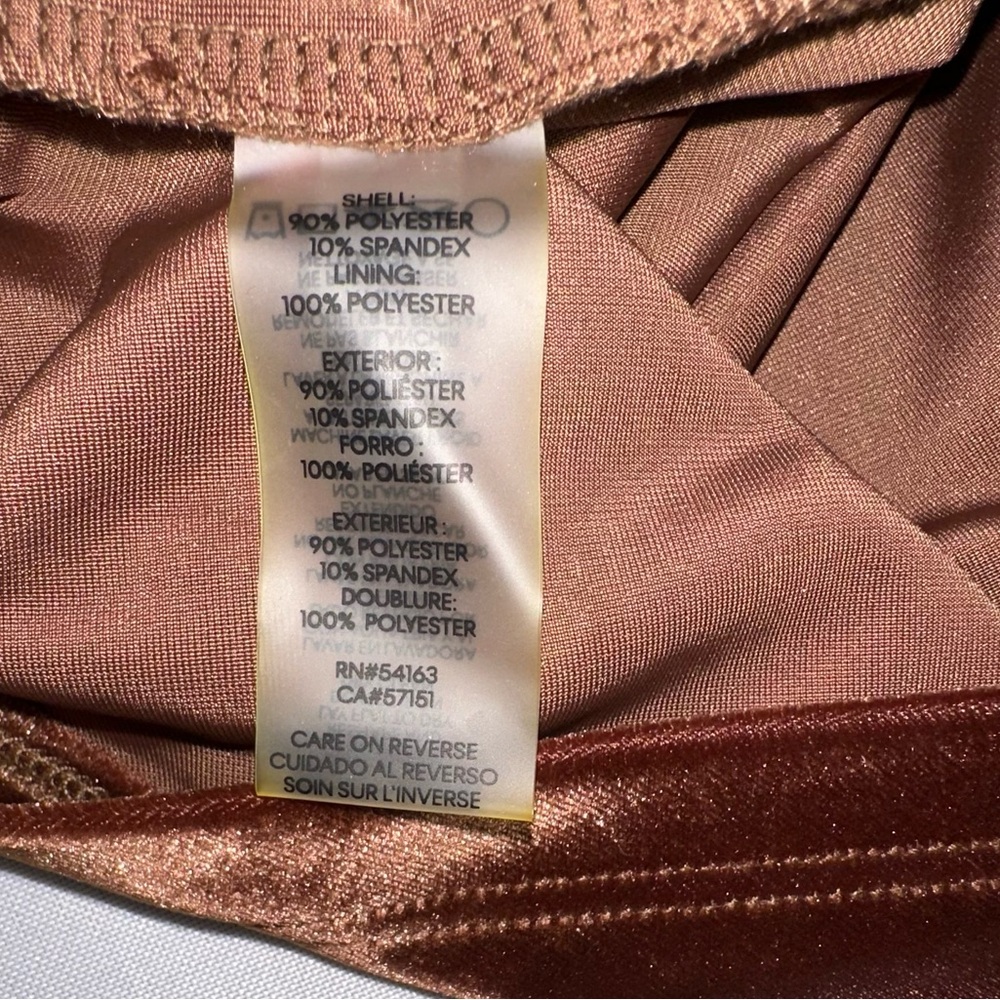 SHELL:
90% POLYESTER
10% SPANDEX
LINING:
100% POLYESTER
EXTERIOR :
90% POLIÉSTER
10% SPANDEX
FORRO :
100% POLIÉSTER
EXTERIEUR :
90% POLYESTER
10% SPANDEX
DOUBLURE:
100% POLYESTER
RN#54163
CA#57151
CARE ON REVERSE
CUIDADO AL REVERSO
SOIN SUR L'INVERSE